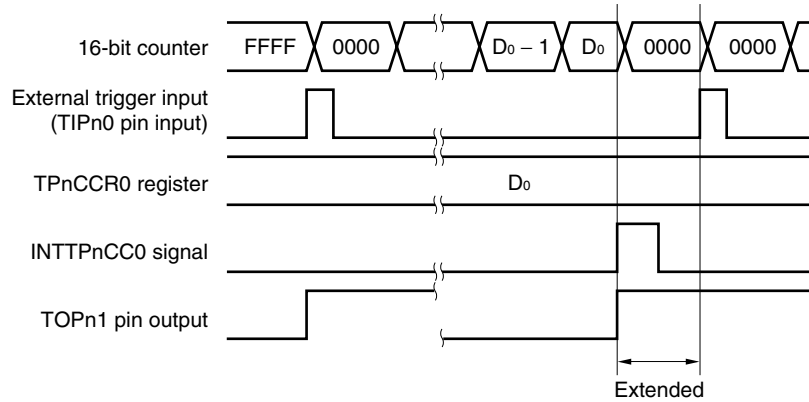 16-bit counter FFFF 0000 D0 − 1 D0 0000 0000
External trigger input
(TIPn0 pin input)
TPnCCR0 register D0
INTTPnCC0 signal
TOPn1 pin output
Extended